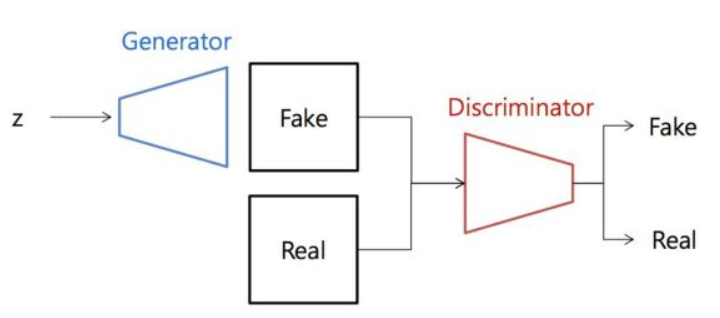 Generator
z
Fake
Real
Discriminator
Fake
Real